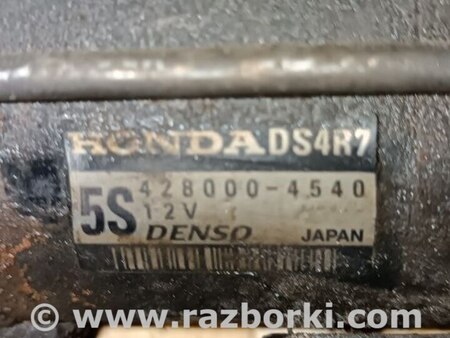 HONDA DS4R7
5S 428000-4540
12V
DENSO JAPAN
© www.razborki.com